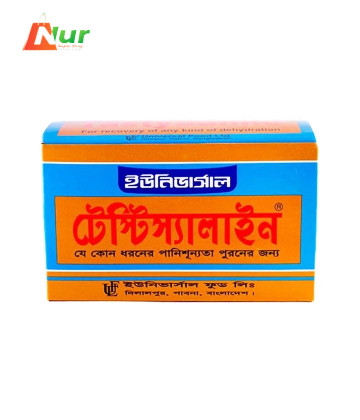 Nur
For recovery of any kind of dehydration
ইউনিভার্সাল
টেস্টিস্যালাইন®
যে কোন ধরনের পানিশূন্যতা পুরনের জন্য
ইউনিভার্সাল ফুড লিঃ
দিলালপুর, পাবনা, বাংলাদেশ।